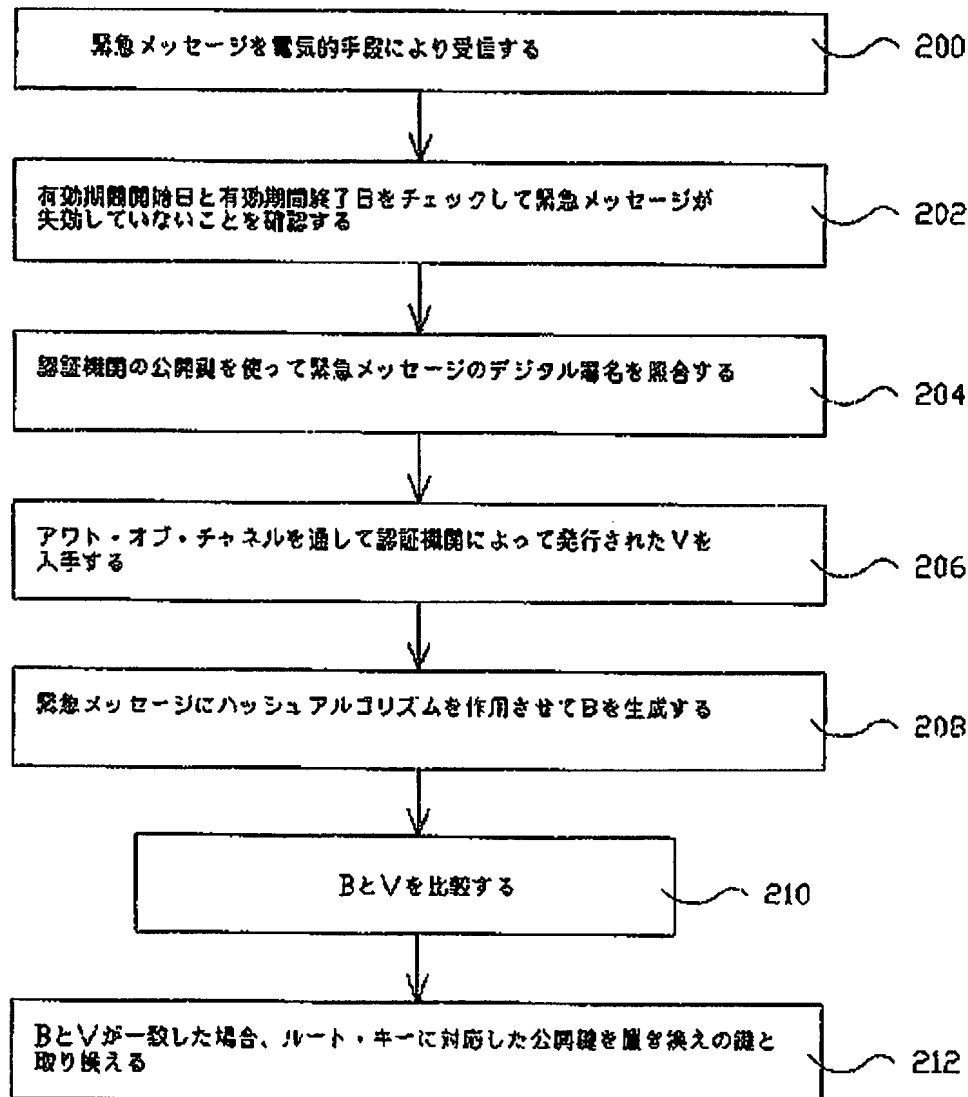 緊急メッセージを電気的手段により受信する
200
有効期間開始日と有効期間終了日をチェックして緊急メッセージが
失効していないことを確認する
202
認証機関の公開鍵を使って緊急メッセージのデジタル署名を照合する
204
アウト・オブ・チャネルを通して認証機関によって発行されたVを
入手する
206
緊急メッセージにハッシュアルゴリズムを作用させてBを生成する
208
BとVを比較する
210
BとVが一致した場合、ルート・キーに対応した公開鍵を置き換えの鍵と
取り換える
212